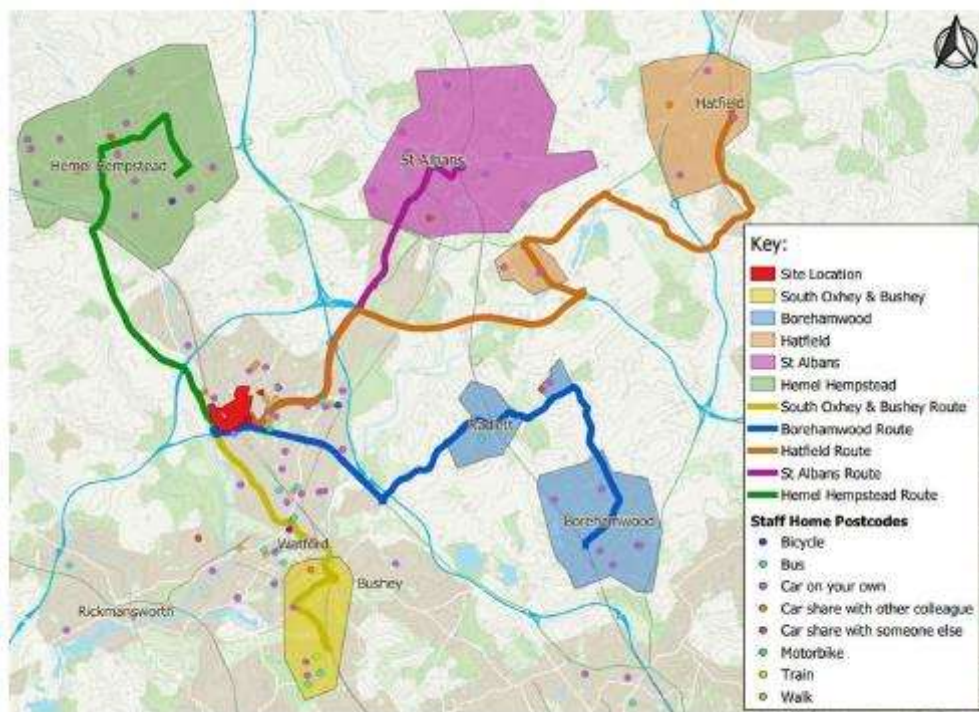 Hatfield
St Albans
Hemel Hempstead
Radlett
Borehamwood
Watford
Bushey
Rickmansworth
Key:
Site Location
South Oxhey & Bushey
Borehamwood
Hatfield
St Albans
Hemel Hempstead
South Oxhey & Bushey Route
Borehamwood Route
Hatfield Route
St Albans Route
Hemel Hempstead Route
Staff Home Postcodes
Bicycle
Bus
Car on your own
Car share with other colleague
Car share with someone else
Motorbike
Train
Walk